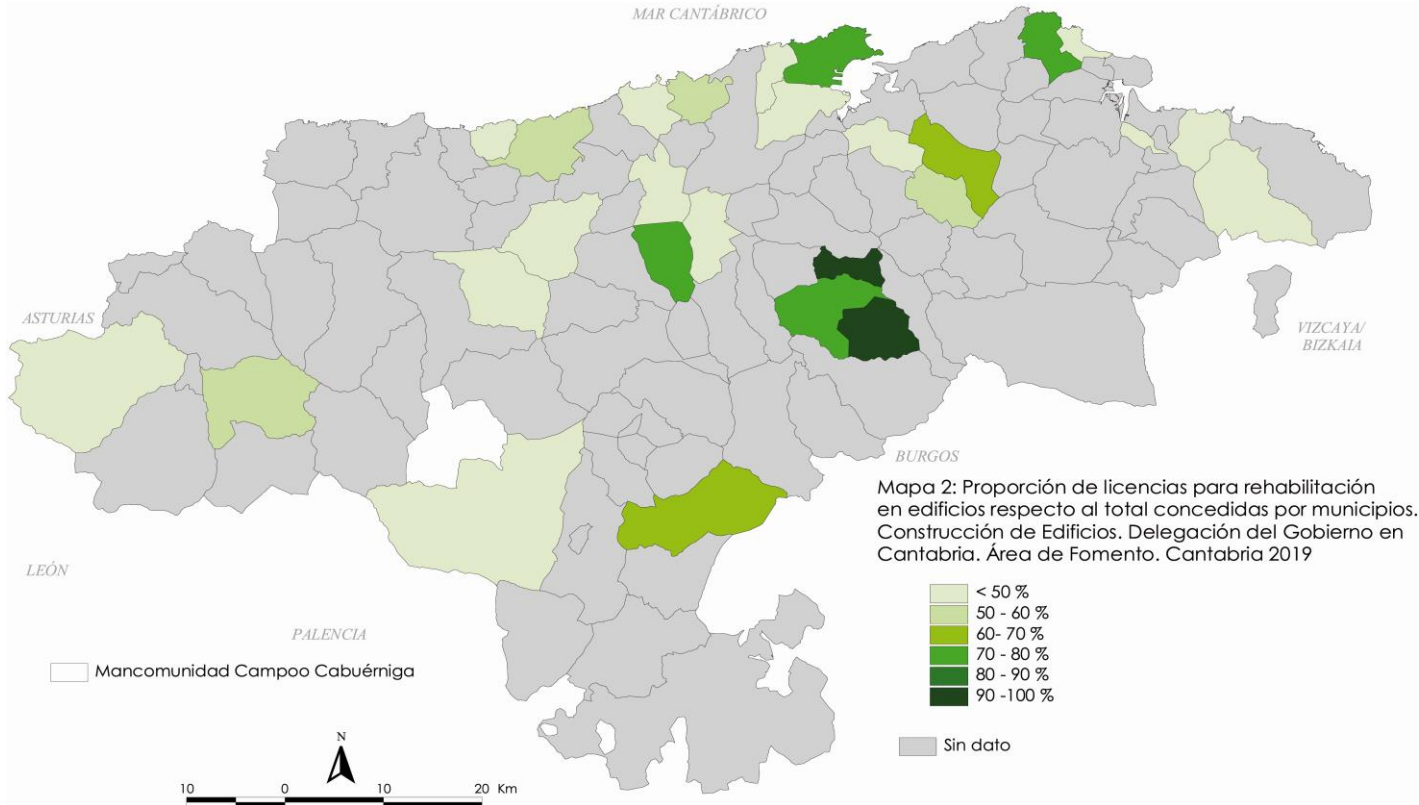 MAR CANTÁBRICO
ASTURIAS
VIZCAYA/
BIZKAIA
BURGOS
LEÓN
PALENCIA
Mapa 2: Proporción de licencias para rehabilitación
en edificios respecto al total concedidas por municipios.
Construcción de Edificios. Delegación del Gobierno en
Cantabria. Área de Fomento. Cantabria 2019
< 50 %
50 - 60 %
60- 70 %
70 - 80 %
80 - 90 %
90 -100 %
Sin dato
Mancomunidad Campoo Cabuérniga
N
10 0 10 20 Km